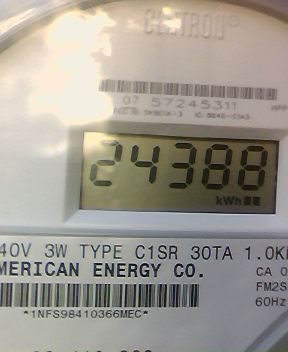 CENTRON®
07 57245311
24388
kWh
40V 3W TYPE C1SR 30TA 1.0K
MERICAN ENERGY CO.
CA 0
FM2S
60Hz
*1NFS98410366MEC*